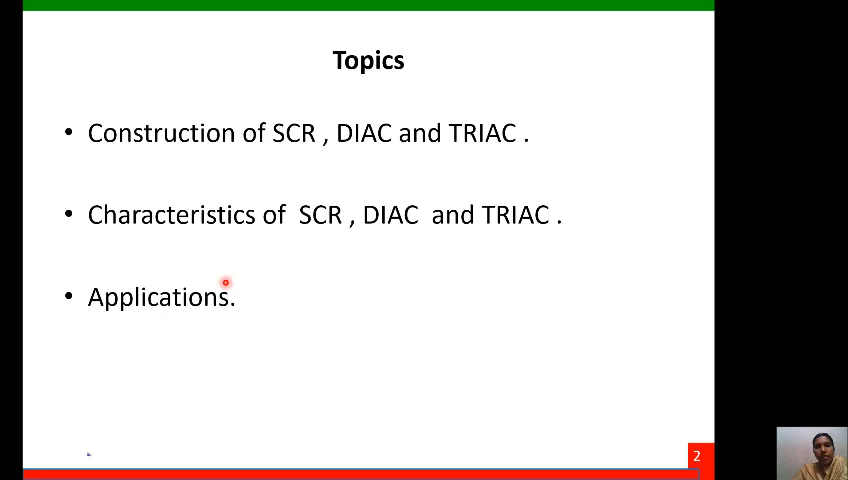 Topics
• Construction of SCR , DIAC and TRIAC .
• Characteristics of  SCR , DIAC  and TRIAC .
• Applications.
2